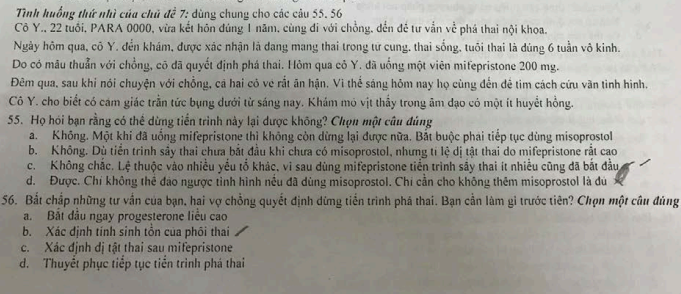 Tình huống thứ nhì của chủ đề 7: dùng chung cho các câu 55, 56
Cô Y., 22 tuổi, PARA 0000, vừa kết hôn đúng 1 năm, cùng đi với chồng, đến để tư vấn về phá thai nội khoa.
Ngày hôm qua, cô Y. đến khám, được xác nhận là đang mang thai trong tử cung, thai sống, tuổi thai là đúng 6 tuần vô kinh.
Do có mâu thuẫn với chồng, cô đã quyết định phá thai. Hôm qua cô Y. đã uống một viên mifepristone 200 mg.
Đêm qua, sau khi nói chuyện với chồng, cả hai có vẻ rất ân hận. Vì thế sáng hôm nay họ cùng đến để tìm cách cứu vãn tình hình.
Cô Y. cho biết có cảm giác trằn tức bụng dưới từ sáng nay. Khám mỏ vịt thấy trong âm đạo có một ít huyết hồng.
55. Họ hỏi bạn rằng có thể dừng tiến trình này lại được không? Chọn một câu đúng
a. Không. Một khi đã uống mifepristone thì không còn dừng lại được nữa. Bắt buộc phải tiếp tục dùng misoprostol
b. Không. Dù tiến trình sẩy thai chưa bắt đầu khi chưa có misoprostol, nhưng tỉ lệ dị tật thai do mifepristone rất cao
c. Không chắc. Lệ thuộc vào nhiều yếu tố khác, vì sau dùng mifepristone tiến trình sẩy thai ít nhiều cũng đã bắt đầu
d. Được. Chỉ không thể đảo ngược tình hình nếu đã dùng misoprostol. Chỉ cần cho không thêm misoprostol là đủ
56. Bất chấp những tư vấn của bạn, hai vợ chồng quyết định dừng tiến trình phá thai. Bạn cần làm gì trước tiên? Chọn một câu đúng
a. Bắt đầu ngay progesterone liều cao
b. Xác định tính sinh tồn của phôi thai
c. Xác định dị tật thai sau mifepristone
d. Thuyết phục tiếp tục tiến trình phá thai